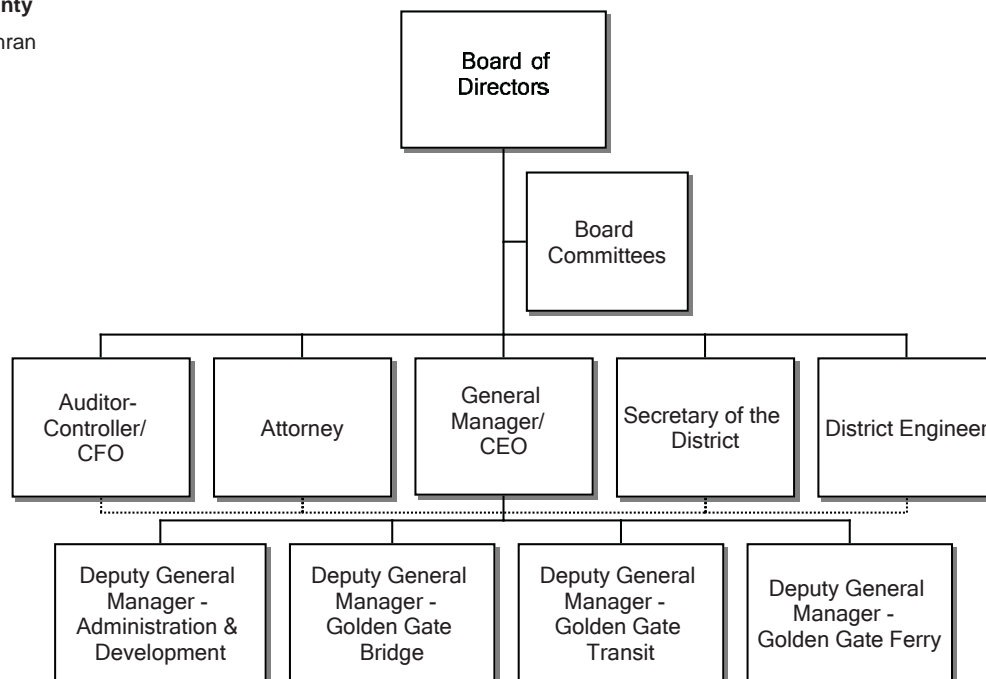 Board of
Directors
Board
Committees
Auditor-
Controller/
CFO
Attorney
General
Manager/
CEO
Secretary of the
District
District Engineer
Deputy General
Manager -
Administration &
Development
Deputy General
Manager -
Golden Gate
Bridge
Deputy General
Manager -
Golden Gate
Transit
Deputy General
Manager -
Golden Gate Ferry